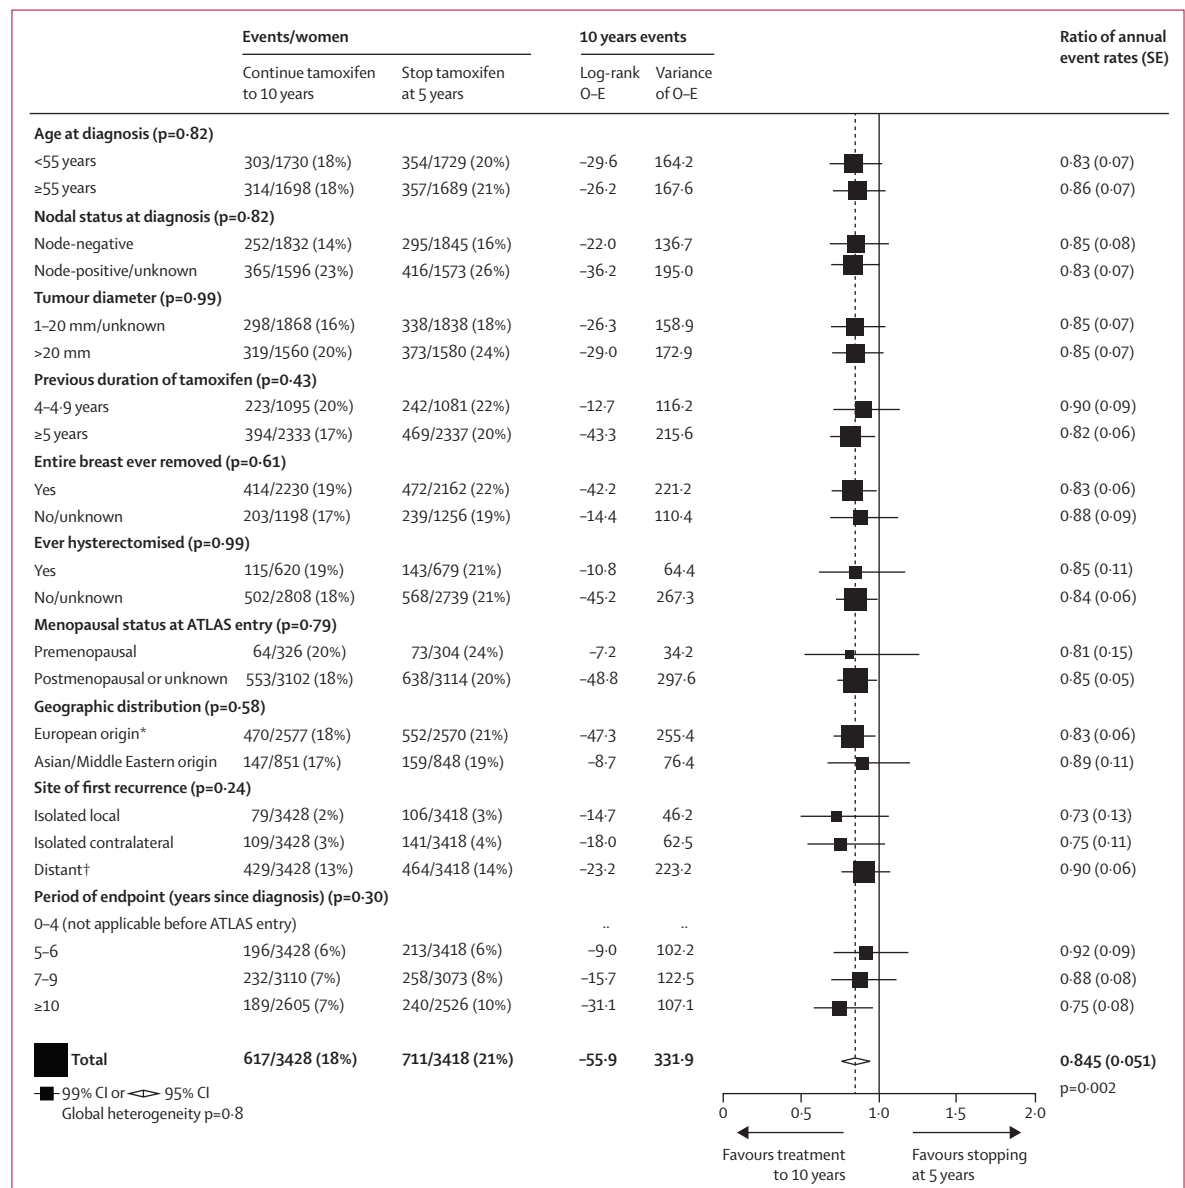 Events/women 10 years events Ratio of annual
event rates (SE)
Continue tamoxifen Stop tamoxifen Log-rank Variance
to 10 years at 5 years O–E of O–E
Age at diagnosis (p=0·82)
<55 years 303/1730 (18%) 354/1729 (20%) –29·6 164·2 0·83 (0·07)
≥55 years 314/1698 (18%) 357/1689 (21%) –26·2 167·6 0·86 (0·07)
Nodal status at diagnosis (p=0·82)
Node-negative 252/1832 (14%) 295/1845 (16%) –22·0 136·7 0·85 (0·08)
Node-positive/unknown 365/1596 (23%) 416/1573 (26%) –36·2 195·0 0·83 (0·07)
Tumour diameter (p=0·99)
1–20 mm/unknown 298/1868 (16%) 338/1838 (18%) –26·3 158·9 0·85 (0·07)
>20 mm 319/1560 (20%) 373/1580 (24%) –29·0 172·9 0·85 (0·07)
Previous duration of tamoxifen (p=0·43)
4–4·9 years 223/1095 (20%) 242/1081 (22%) –12·7 116·2 0·90 (0·09)
≥5 years 394/2333 (17%) 469/2337 (20%) –43·3 215·6 0·82 (0·06)
Entire breast ever removed (p=0·61)
Yes 414/2230 (19%) 472/2162 (22%) –42·2 221·2 0·83 (0·06)
No/unknown 203/1198 (17%) 239/1256 (19%) –14·4 110·4 0·88 (0·09)
Ever hysterectomised (p=0·99)
Yes 115/620 (19%) 143/679 (21%) –10·8 64·4 0·85 (0·11)
No/unknown 502/2808 (18%) 568/2739 (21%) –45·2 267·3 0·84 (0·06)
Menopausal status at ATLAS entry (p=0·79)
Premenopausal 64/326 (20%) 73/304 (24%) –7·2 34·2 0·81 (0·15)
Postmenopausal or unknown 553/3102 (18%) 638/3114 (20%) –48·8 297·6 0·85 (0·05)
Geographic distribution (p=0·58)
European origin* 470/2577 (18%) 552/2570 (21%) –47·3 255·4 0·83 (0·06)
Asian/Middle Eastern origin 147/851 (17%) 159/848 (19%) –8·7 76·4 0·89 (0·11)
Site of first recurrence (p=0·24)
Isolated local 79/3428 (2%) 106/3418 (3%) –14·7 46·2 0·73 (0·13)
Isolated contralateral 109/3428 (3%) 141/3418 (4%) –18·0 62·5 0·75 (0·11)
Distant† 429/3428 (13%) 464/3418 (14%) –23·2 223·2 0·90 (0·06)
Period of endpoint (years since diagnosis) (p=0·30)
0–4 (not applicable before ATLAS entry) .. ..
5–6 196/3428 (6%) 213/3418 (6%) –9·0 102·2 0·92 (0·09)
7–9 232/3110 (7%) 258/3073 (8%) –15·7 122·5 0·88 (0·08)
≥10 189/2605 (7%) 240/2526 (10%) –31·1 107·1 0·75 (0·08)
Total 617/3428 (18%) 711/3418 (21%) –55·9 331·9 0·845 (0·051)
p=0·002
99% CI or 95% CI
Global heterogeneity p=0·8
0 0·5 1·0 1·5 2·0
Favours treatment Favours stopping
to 10 years at 5 years